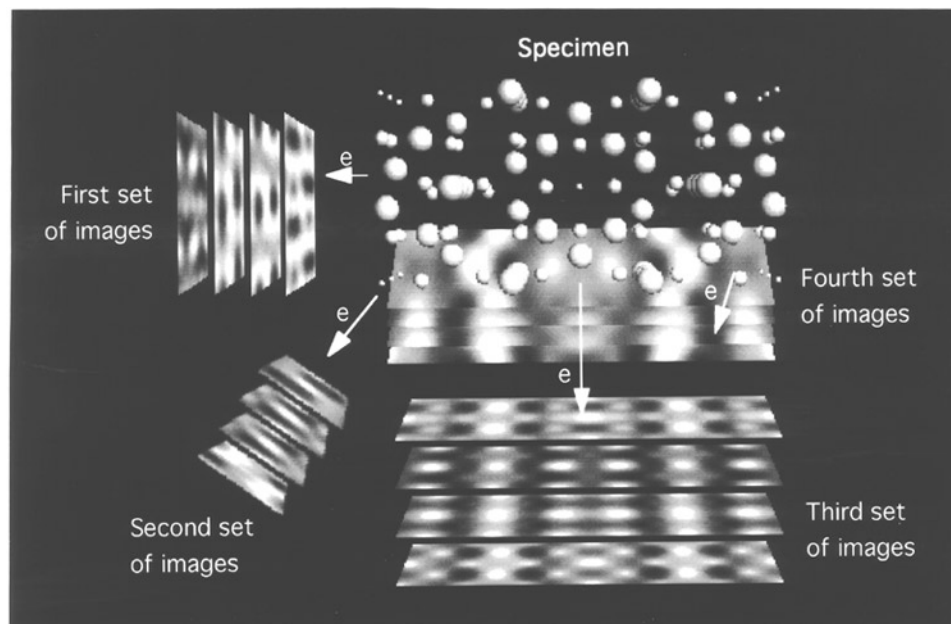 Specimen
e
First set
of images
e
Fourth set
of images
e
e
Second set
of images
Third set
of images